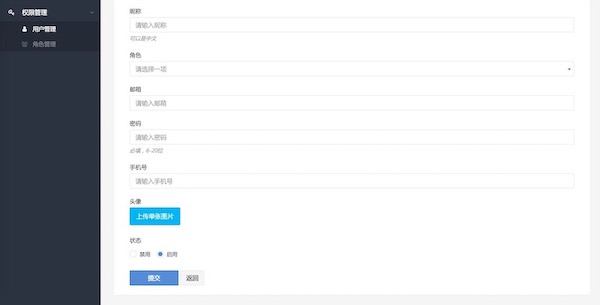 权限管理
用户管理
角色管理
昵称
请输入昵称
可以是中文
角色
请选择一项
邮箱
请输入邮箱
密码
请输入密码
必填，6-20位
手机号
请输入手机号
头像
上传单张图片
状态
禁用 启用
提交 返回